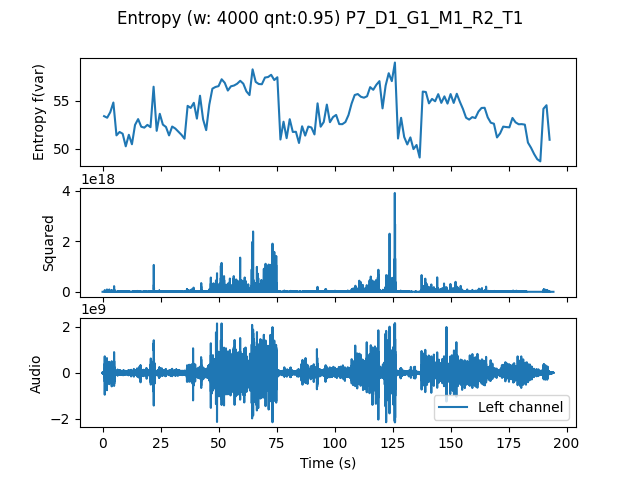 Entropy (w: 4000 qnt:0.95) P7_D1_G1_M1_R2_T1
Entropy f(var)
55
50
1e18
Squared
4
2
0
1e9
Audio
2
0
−2
Left channel
0
25
50
75
100
125
150
175
200
Time (s)